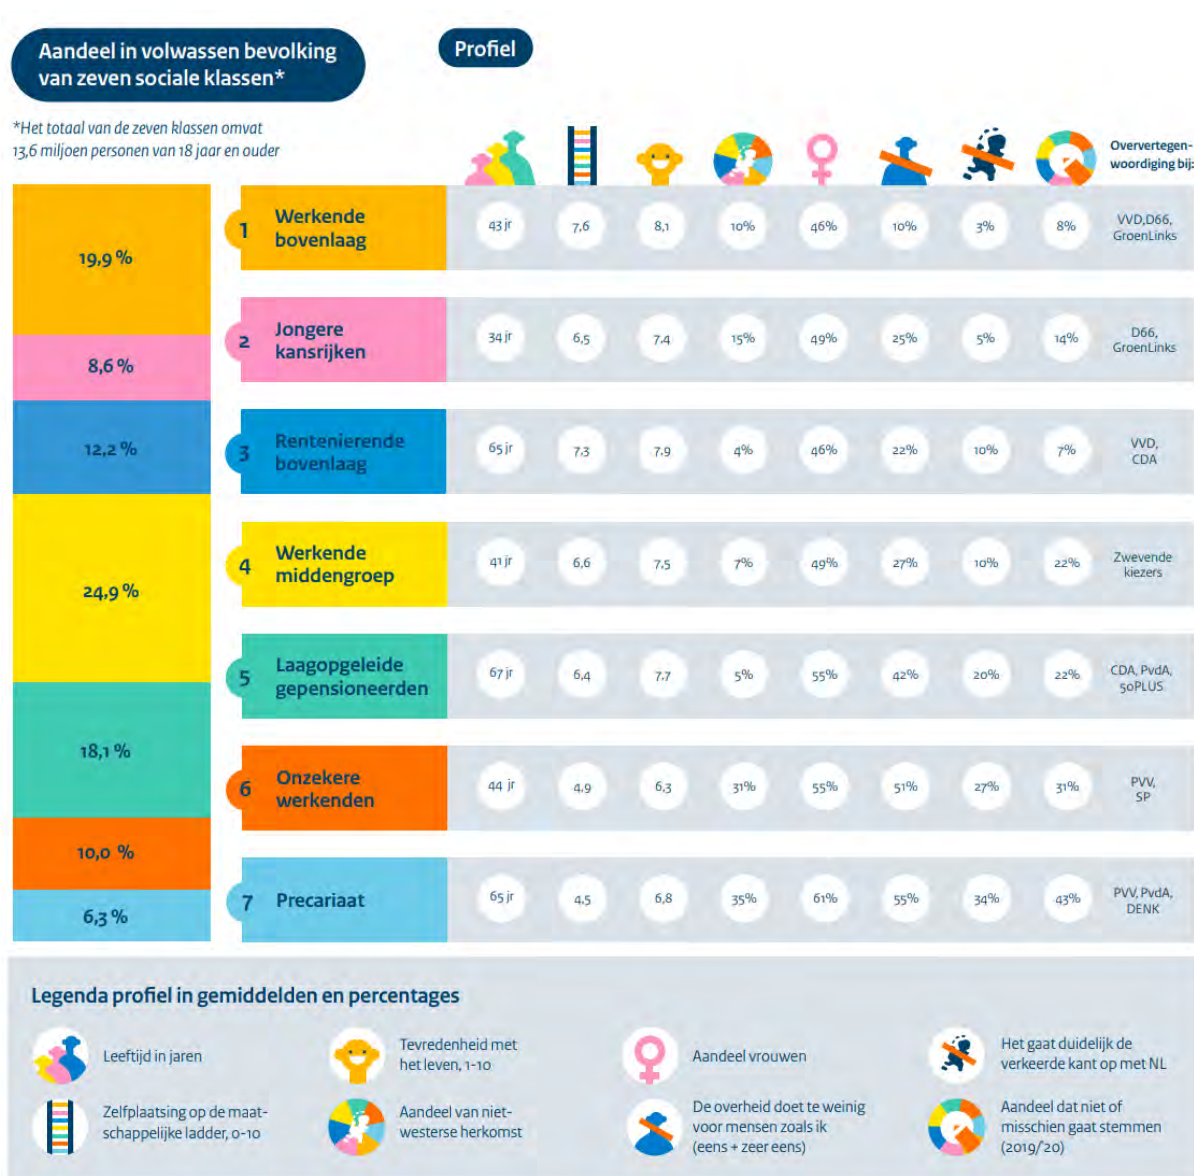 Aandeel in volwassen bevolking
van zeven sociale klassen*
Profiel
*Het totaal van de zeven klassen omvat
13,6 miljoen personen van 18 jaar en ouder
Oververtegen-
woordiging bij:
19,9 %
8,6 %
12,2 %
24,9 %
18,1 %
10,0 %
6,3 %
1
Werkende
bovenlaag
43 jr 7,6 8,1 10% 46% 10% 3% 8%
VVD,D66,
GroenLinks
2
Jongere
kansrijken
34 jr 6,5 7,4 15% 49% 25% 5% 14%
D66,
GroenLinks
3
Rentenierende
bovenlaag
65 jr 7,3 7,9 4% 46% 22% 10% 7%
VVD,
CDA
4
Werkende
middengroep
41 jr 6,6 7,5 7% 49% 27% 10% 22%
Zwevende
kiezers
5
Laagopgeleide
gepensioneerden
67 jr 6,4 7,7 5% 55% 42% 20% 22%
CDA, PvdA,
50PLUS
6
Onzekere
werkenden
44 jr 4,9 6,3 31% 55% 51% 27% 31%
PVV,
SP
7
Precariaat
65 jr 4,5 6,8 35% 61% 55% 34% 43%
PVV, PvdA,
DENK
Legenda profiel in gemiddelden en percentages
Leeftijd in jaren
Zelfplaatsing op de maat-
schappelijke ladder, 0-10
Tevredenheid met
het leven, 1-10
Aandeel van niet-
westerse herkomst
Aandeel vrouwen
De overheid doet te weinig
voor mensen zoals ik
(eens + zeer eens)
Het gaat duidelijk de
verkeerde kant op met NL
Aandeel dat niet of
misschien gaat stemmen
(2019/'20)